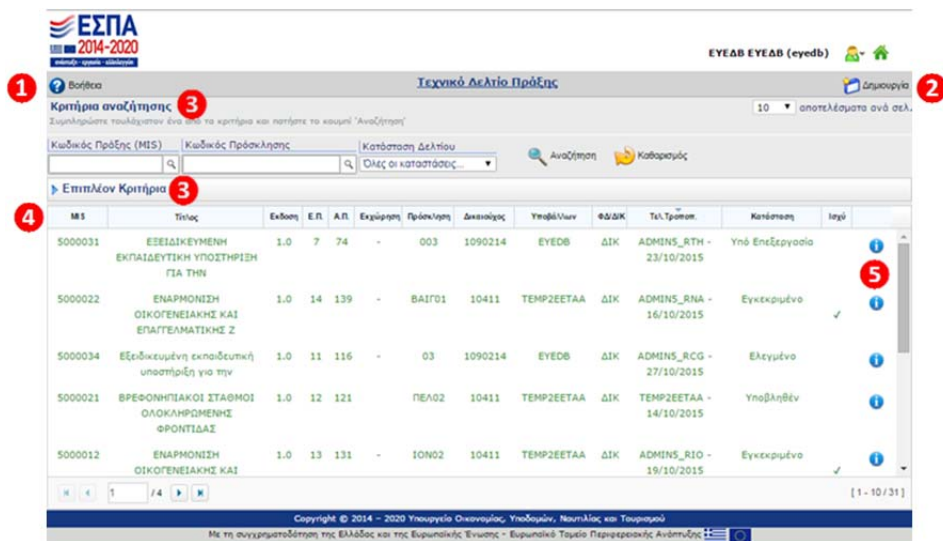 ΕΣΠΑ
2014-2020
ανάπτυξη - εργασία - αλληλεγγύη
ΕΥΕΔΒ ΕΥΕΔΒ (eyedb)
1
Βοήθεια
Τεχνικό Δελτίο Πράξης
Δημιουργία
2
Κριτήρια αναζήτησης
3
10 αποτελέσματα ανά σελ.
Συμπληρώστε τουλάχιστον ένα από τα κριτήρια και πατήστε το κουμπί 'Αναζήτηση'
Κωδικός Πράξης (MIS) Κωδικός Πρόσκλησης Κατάσταση Δελτίου
Όλες οι καταστάσεις...
Αναζήτηση
Καθαρισμός
Επιπλέον Κριτήρια
3
4
MIS Τίτλος Έκδοση Ε.Π. Α.Π. Εκχώρηση Πρόσκληση Δικαιούχος Υποβάλλων ΦΔ/ΔΙΚ Τελ.Τροποπ. Κατάσταση Ισχύ
5000031 ΕΞΕΙΔΙΚΕΥΜΕΝΗ 1.0 7 74 - 003 1090214 EYEDB ΔΙΚ ADMIN5_RTH - Υπό Επεξεργασία
ΕΚΠΑΙΔΕΥΤΙΚΗ ΥΠΟΣΤΗΡΙΞΗ 23/10/2015
ΓΙΑ ΤΗΝ
5
5000022 ΕΝΑΡΜΟΝΙΣΗ 1.0 14 139 - ΒΑΙΓ01 10411 TEMP2EETAA ΔΙΚ ADMIN5_RNA - Εγκεκριμένο
ΟΙΚΟΓΕΝΕΙΑΚΗΣ ΚΑΙ 16/10/2015 ✓
ΕΠΑΓΓΕΛΜΑΤΙΚΗΣ Ζ
5000034 Εξειδικευμένη εκπαιδευτική 1.0 11 116 - 03 1090214 EYEDB ΔΙΚ ADMIN5_RCG - Ελεγμένο
υποστήριξη για την 27/10/2015
5000021 ΒΡΕΦΟΝΗΠΙΑΚΟΙ ΣΤΑΘΜΟΙ 1.0 12 121 ΠΕΛ02 10411 TEMP2EETAA ΔΙΚ TEMP2EETAA - Υποβληθέν
ΟΛΟΚΛΗΡΩΜΕΝΗΣ 14/10/2015
ΦΡΟΝΤΙΔΑΣ
5000012 ΕΝΑΡΜΟΝΙΣΗ 1.0 13 131 - ΙΟΝ02 10411 TEMP2EETAA ΔΙΚ ADMIN5_RIO - Εγκεκριμένο
ΟΙΚΟΓΕΝΕΙΑΚΗΣ ΚΑΙ 19/10/2015 ✓
1 / 4 [ 1 - 10 / 31 ]
Copyright © 2014 - 2020 Υπουργείο Οικονομίας, Υποδομών, Ναυτιλίας και Τουρισμού
Με τη συγχρηματοδότηση της Ελλάδας και της Ευρωπαϊκής Ένωσης - Ευρωπαϊκό Ταμείο Περιφερειακής Ανάπτυξης